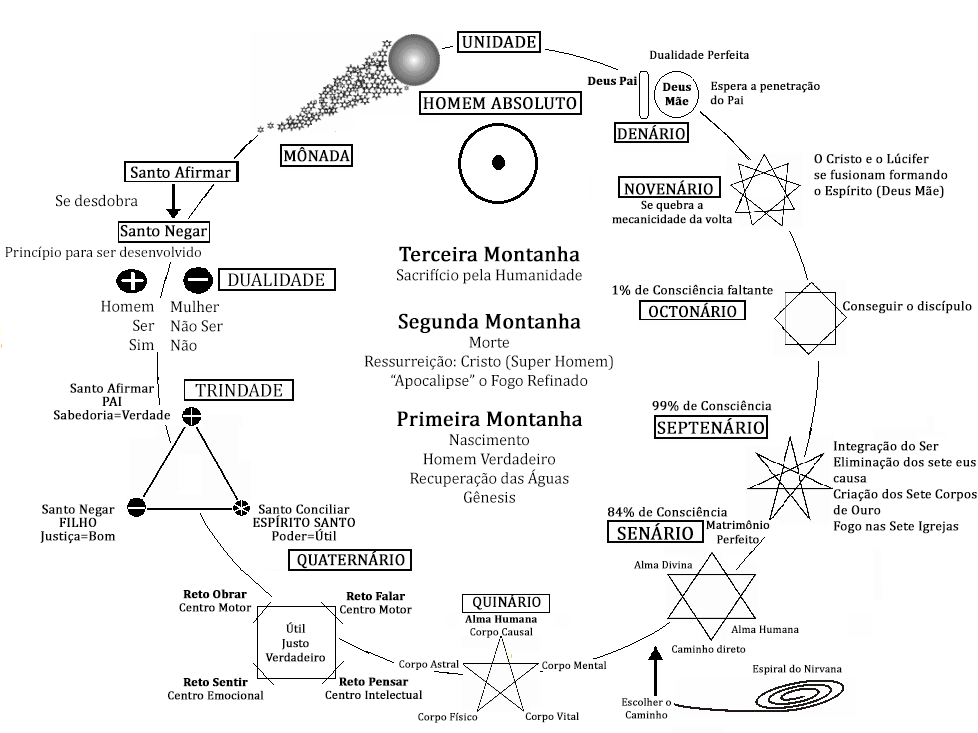 UNIDADE
HOMEM ABSOLUTO
MÔNADA
Santo Afirmar
Se desdobra
Santo Negar
Princípio para ser desenvolvido
+
−
DUALIDADE
Homem
Ser
Sim
Mulher
Não Ser
Não
TRINDADE
Santo Afirmar
PAI
Sabedoria=Verdade
Santo Negar
FILHO
Justiça=Bom
Santo Conciliar
ESPÍRITO SANTO
Poder=Útil
QUATERNÁRIO
Reto Obrar
Centro Motor
Reto Falar
Centro Motor
Útil
Justo
Verdadeiro
Reto Sentir
Centro Emocional
Reto Pensar
Centro Intelectual
QUINÁRIO
Alma Humana
Corpo Causal
Corpo Astral
Corpo Mental
Corpo Físico
Corpo Vital
84% de Consciência
SENÁRIO
Matrimônio
Perfeito
Alma Divina
Alma Humana
Caminho direto
Escolher o
Caminho
Espiral do Nirvana
99% de Consciência
SEPTENÁRIO
Integração do Ser
Eliminação dos sete eus
causa
Criação dos Sete Corpos
de Ouro
Fogo nas Sete Igrejas
1% de Consciência faltante
OCTONÁRIO
Conseguir o discípulo
NOVENÁRIO
Se quebra a
mecanicidade da volta
O Cristo e o Lúcifer
se fusionam formando
o Espírito (Deus Mãe)
Dualidade Perfeita
Deus Pai
Deus
Mãe
Espera a penetração
do Pai
DENÁRIO
Terceira Montanha
Sacrifício pela Humanidade
Segunda Montanha
Morte
Ressurreição: Cristo (Super Homem)
“Apocalipse” o Fogo Refinado
Primeira Montanha
Nascimento
Homem Verdadeiro
Recuperação das Águas
Gênesis